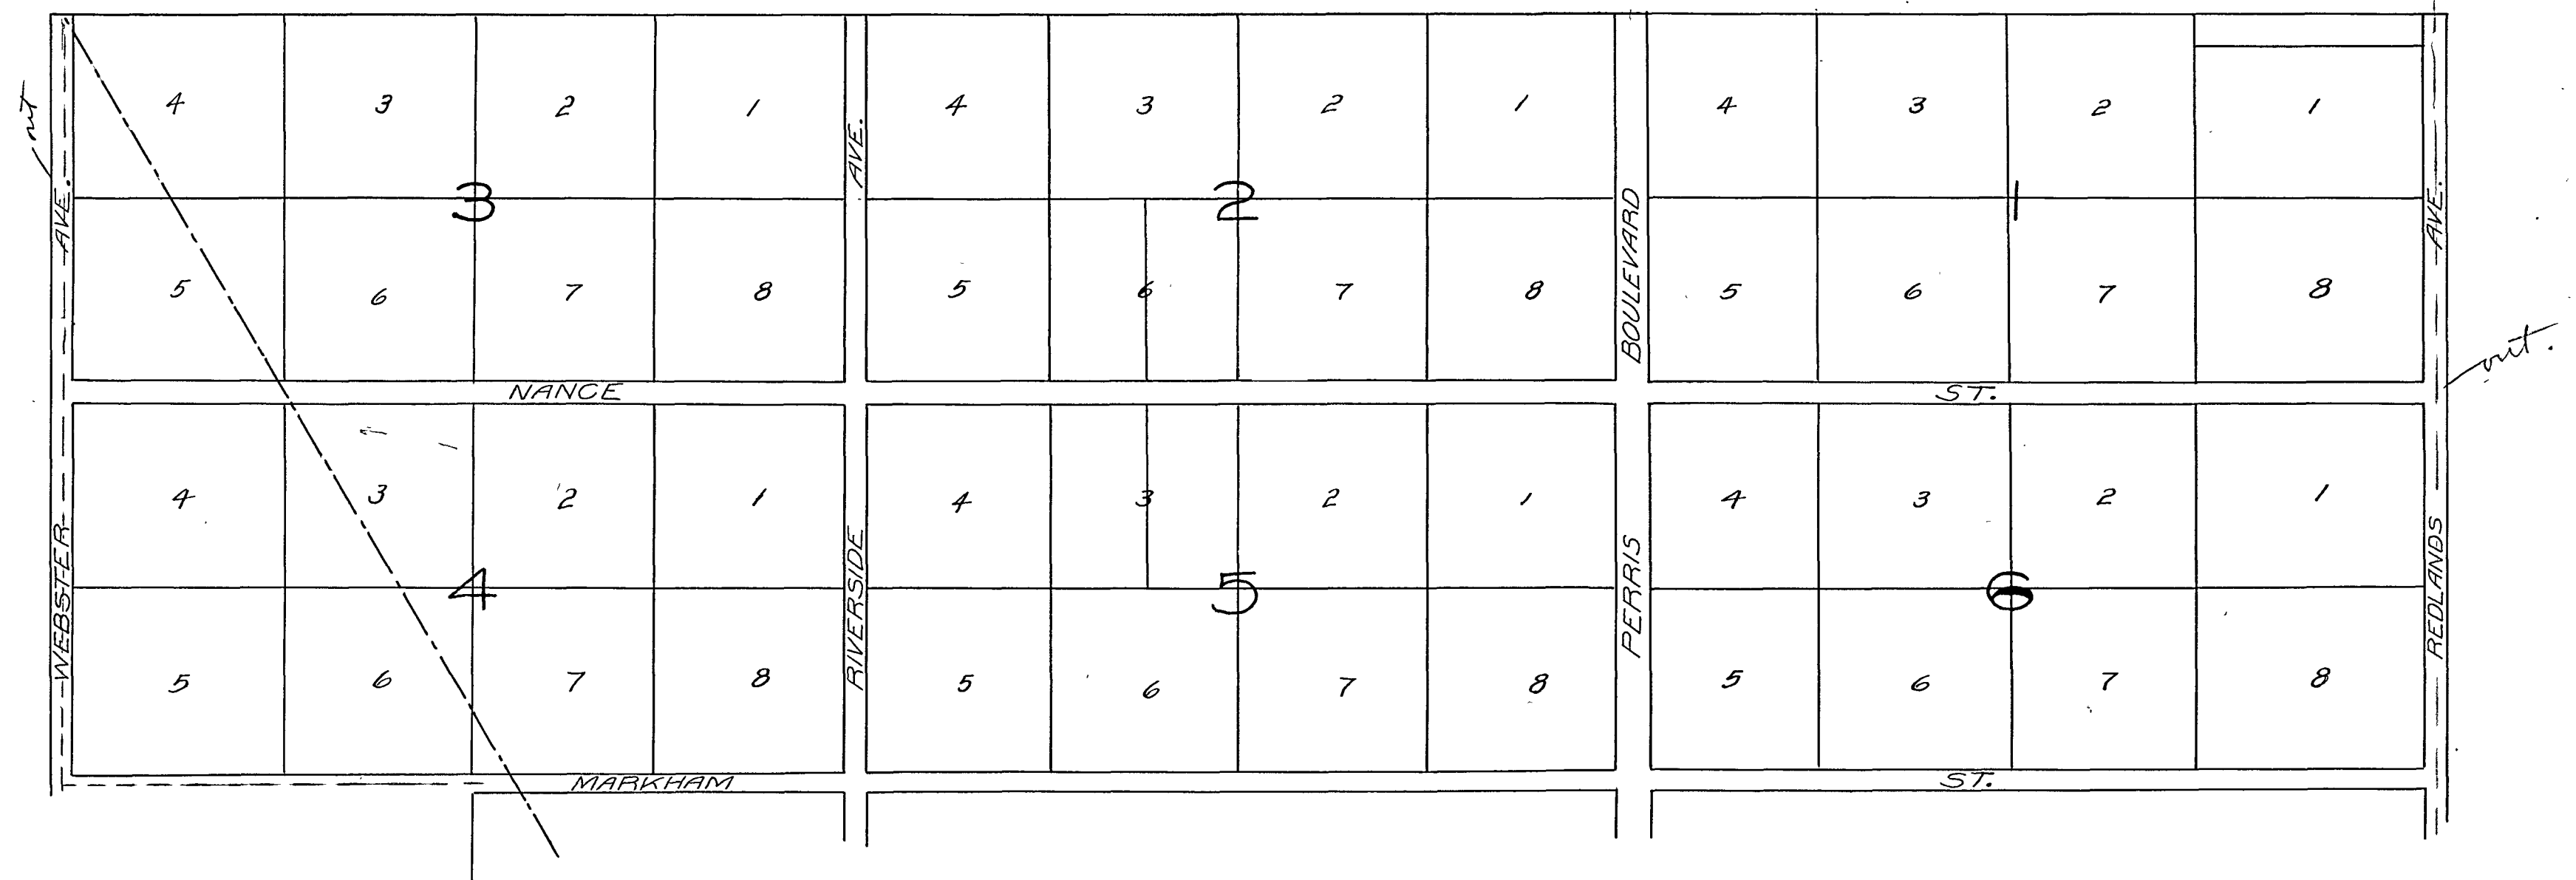 4 3 2 1 4 3 2 1 4 3 2 1
out
AVE.
AVE.
BOULEVARD
AVE.
3 2 1
5 6 7 8 5 6 7 8 5 6 7 8
out.
NANCE ST.
4 3 2 1 4 3 2 1 4 3 2 1
WEBSTER
RIVERSIDE
PERRIS
REDLANDS
4 5 6
5 6 7 8 5 6 7 8 5 6 7 8
MARKHAM ST.